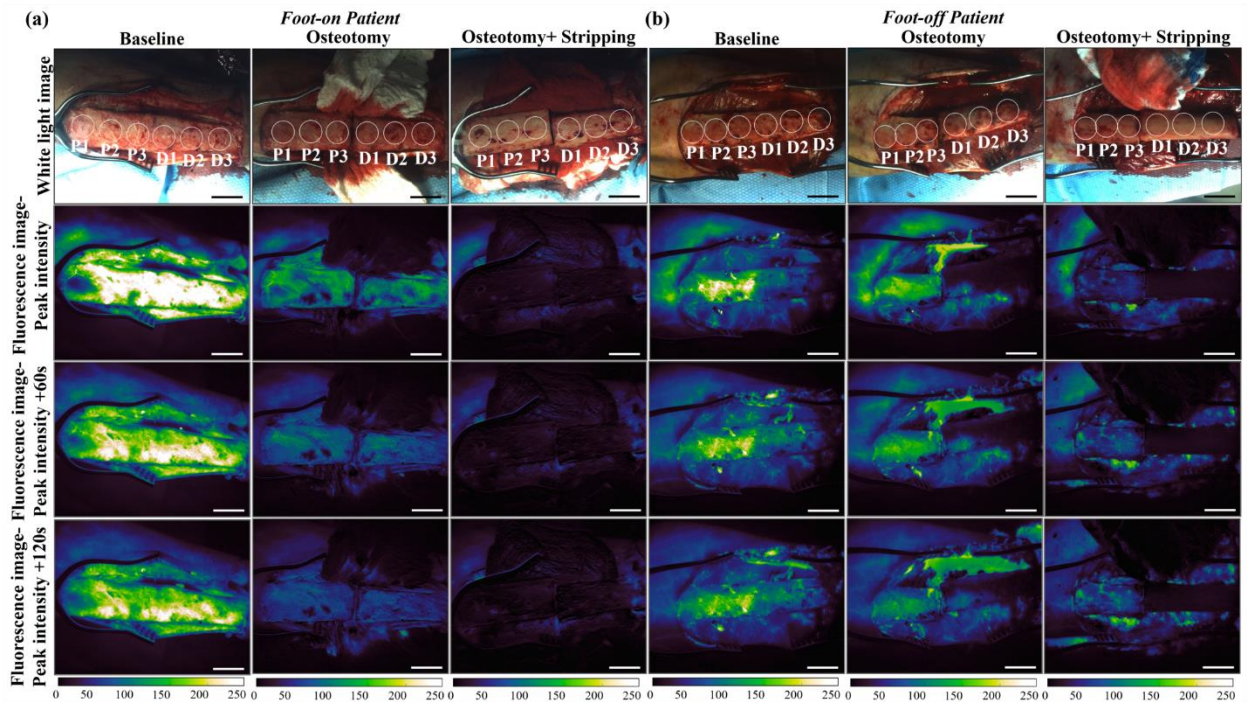 (a)
Foot-on Patient
(b)
Foot-off Patient
Baseline
Osteotomy
Osteotomy+ Stripping
Baseline
Osteotomy
Osteotomy+ Stripping
White light image
P1 P2 P3 D1 D2 D3
P1 P2 P3 D1 D2 D3
P1 P2 P3 D1 D2 D3
P1 P2 P3 D1 D2 D3
P1 P2 P3 D1 D2 D3
P1 P2 P3 D1 D2 D3
Fluorescence image-
Peak intensity
Fluorescence image-
Peak intensity +60s
Fluorescence image-
Peak intensity +120s
0 50 100 150 200 250
0 50 100 150 200 250
0 50 100 150 200 250
0 50 100 150 200 250
0 50 100 150 200 250
0 50 100 150 200 250